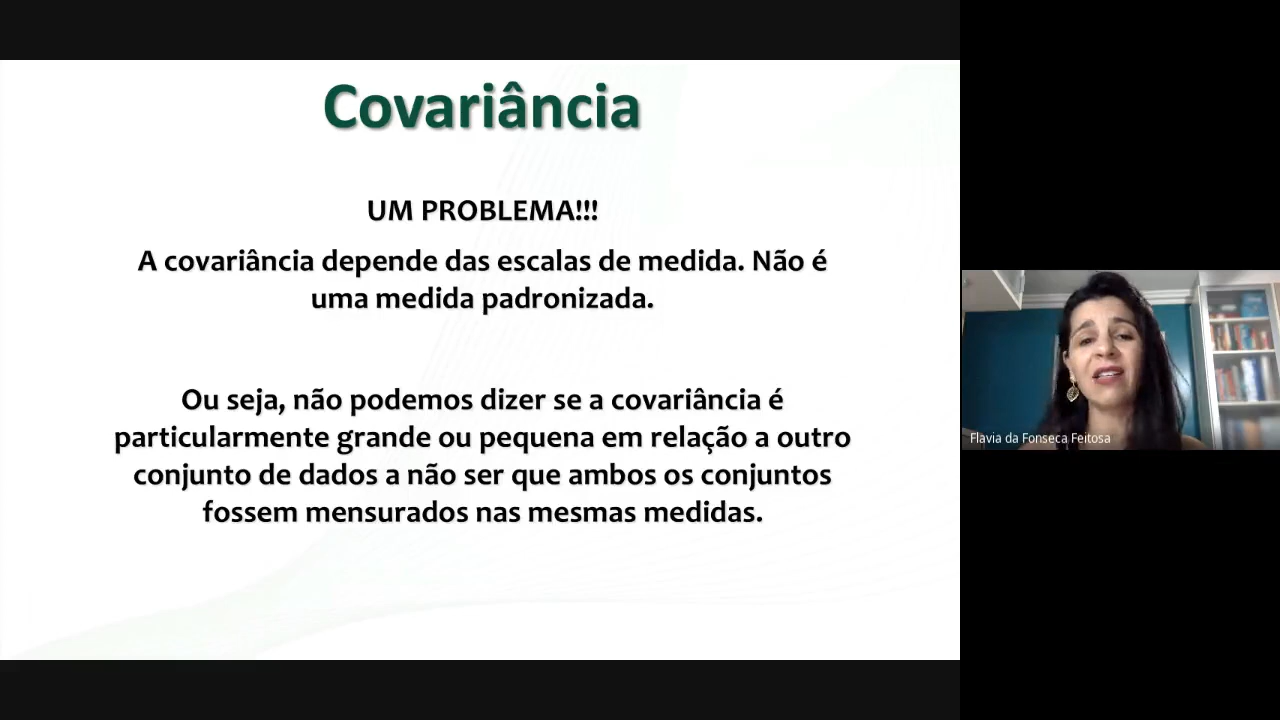 Covariância
UM PROBLEMA!!!
A covariância depende das escalas de medida. Não é
uma medida padronizada.
Ou seja, não podemos dizer se a covariância é
particularmente grande ou pequena em relação a outro
conjunto de dados a não ser que ambos os conjuntos
fossem mensurados nas mesmas medidas.
Flavia da Fonseca Feitosa